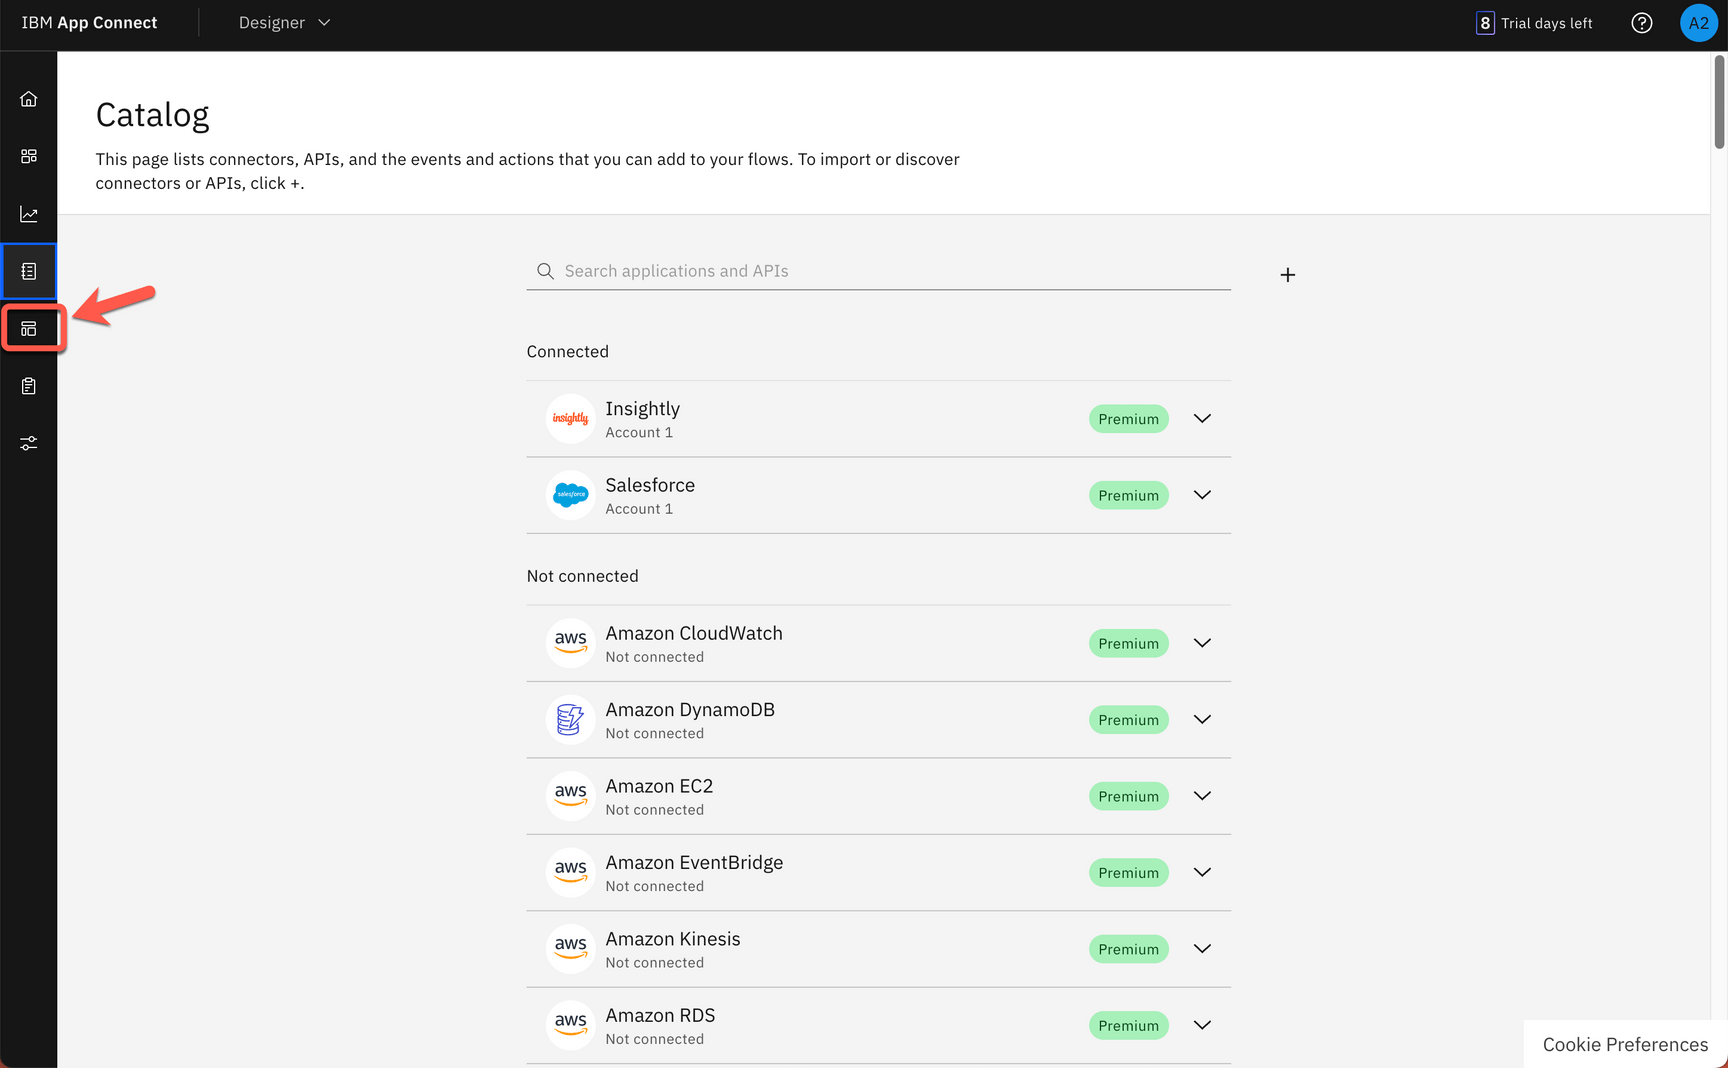 IBM App Connect
Designer
8 Trial days left
A2
Catalog
This page lists connectors, APIs, and the events and actions that you can add to your flows. To import or discover
connectors or APIs, click +.
Search applications and APIs
Connected
insightly
Insightly
Account 1
Premium
salesforce
Salesforce
Account 1
Premium
Not connected
aws
Amazon CloudWatch
Not connected
Premium
Amazon DynamoDB
Not connected
Premium
aws
Amazon EC2
Not connected
Premium
aws
Amazon EventBridge
Not connected
Premium
aws
Amazon Kinesis
Not connected
Premium
aws
Amazon RDS
Not connected
Premium
Cookie Preferences